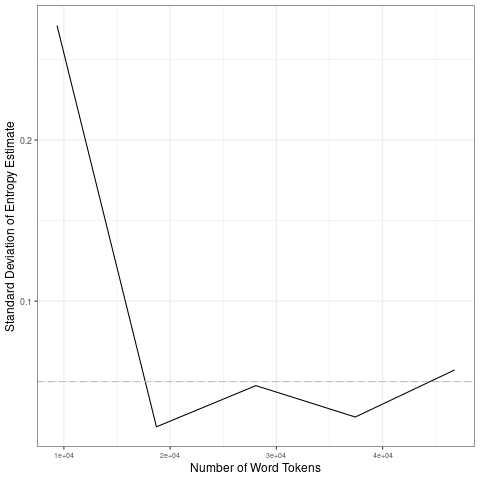 Standard Deviation of Entropy Estimate
0.2
0.1
1e+04 2e+04 3e+04 4e+04
Number of Word Tokens